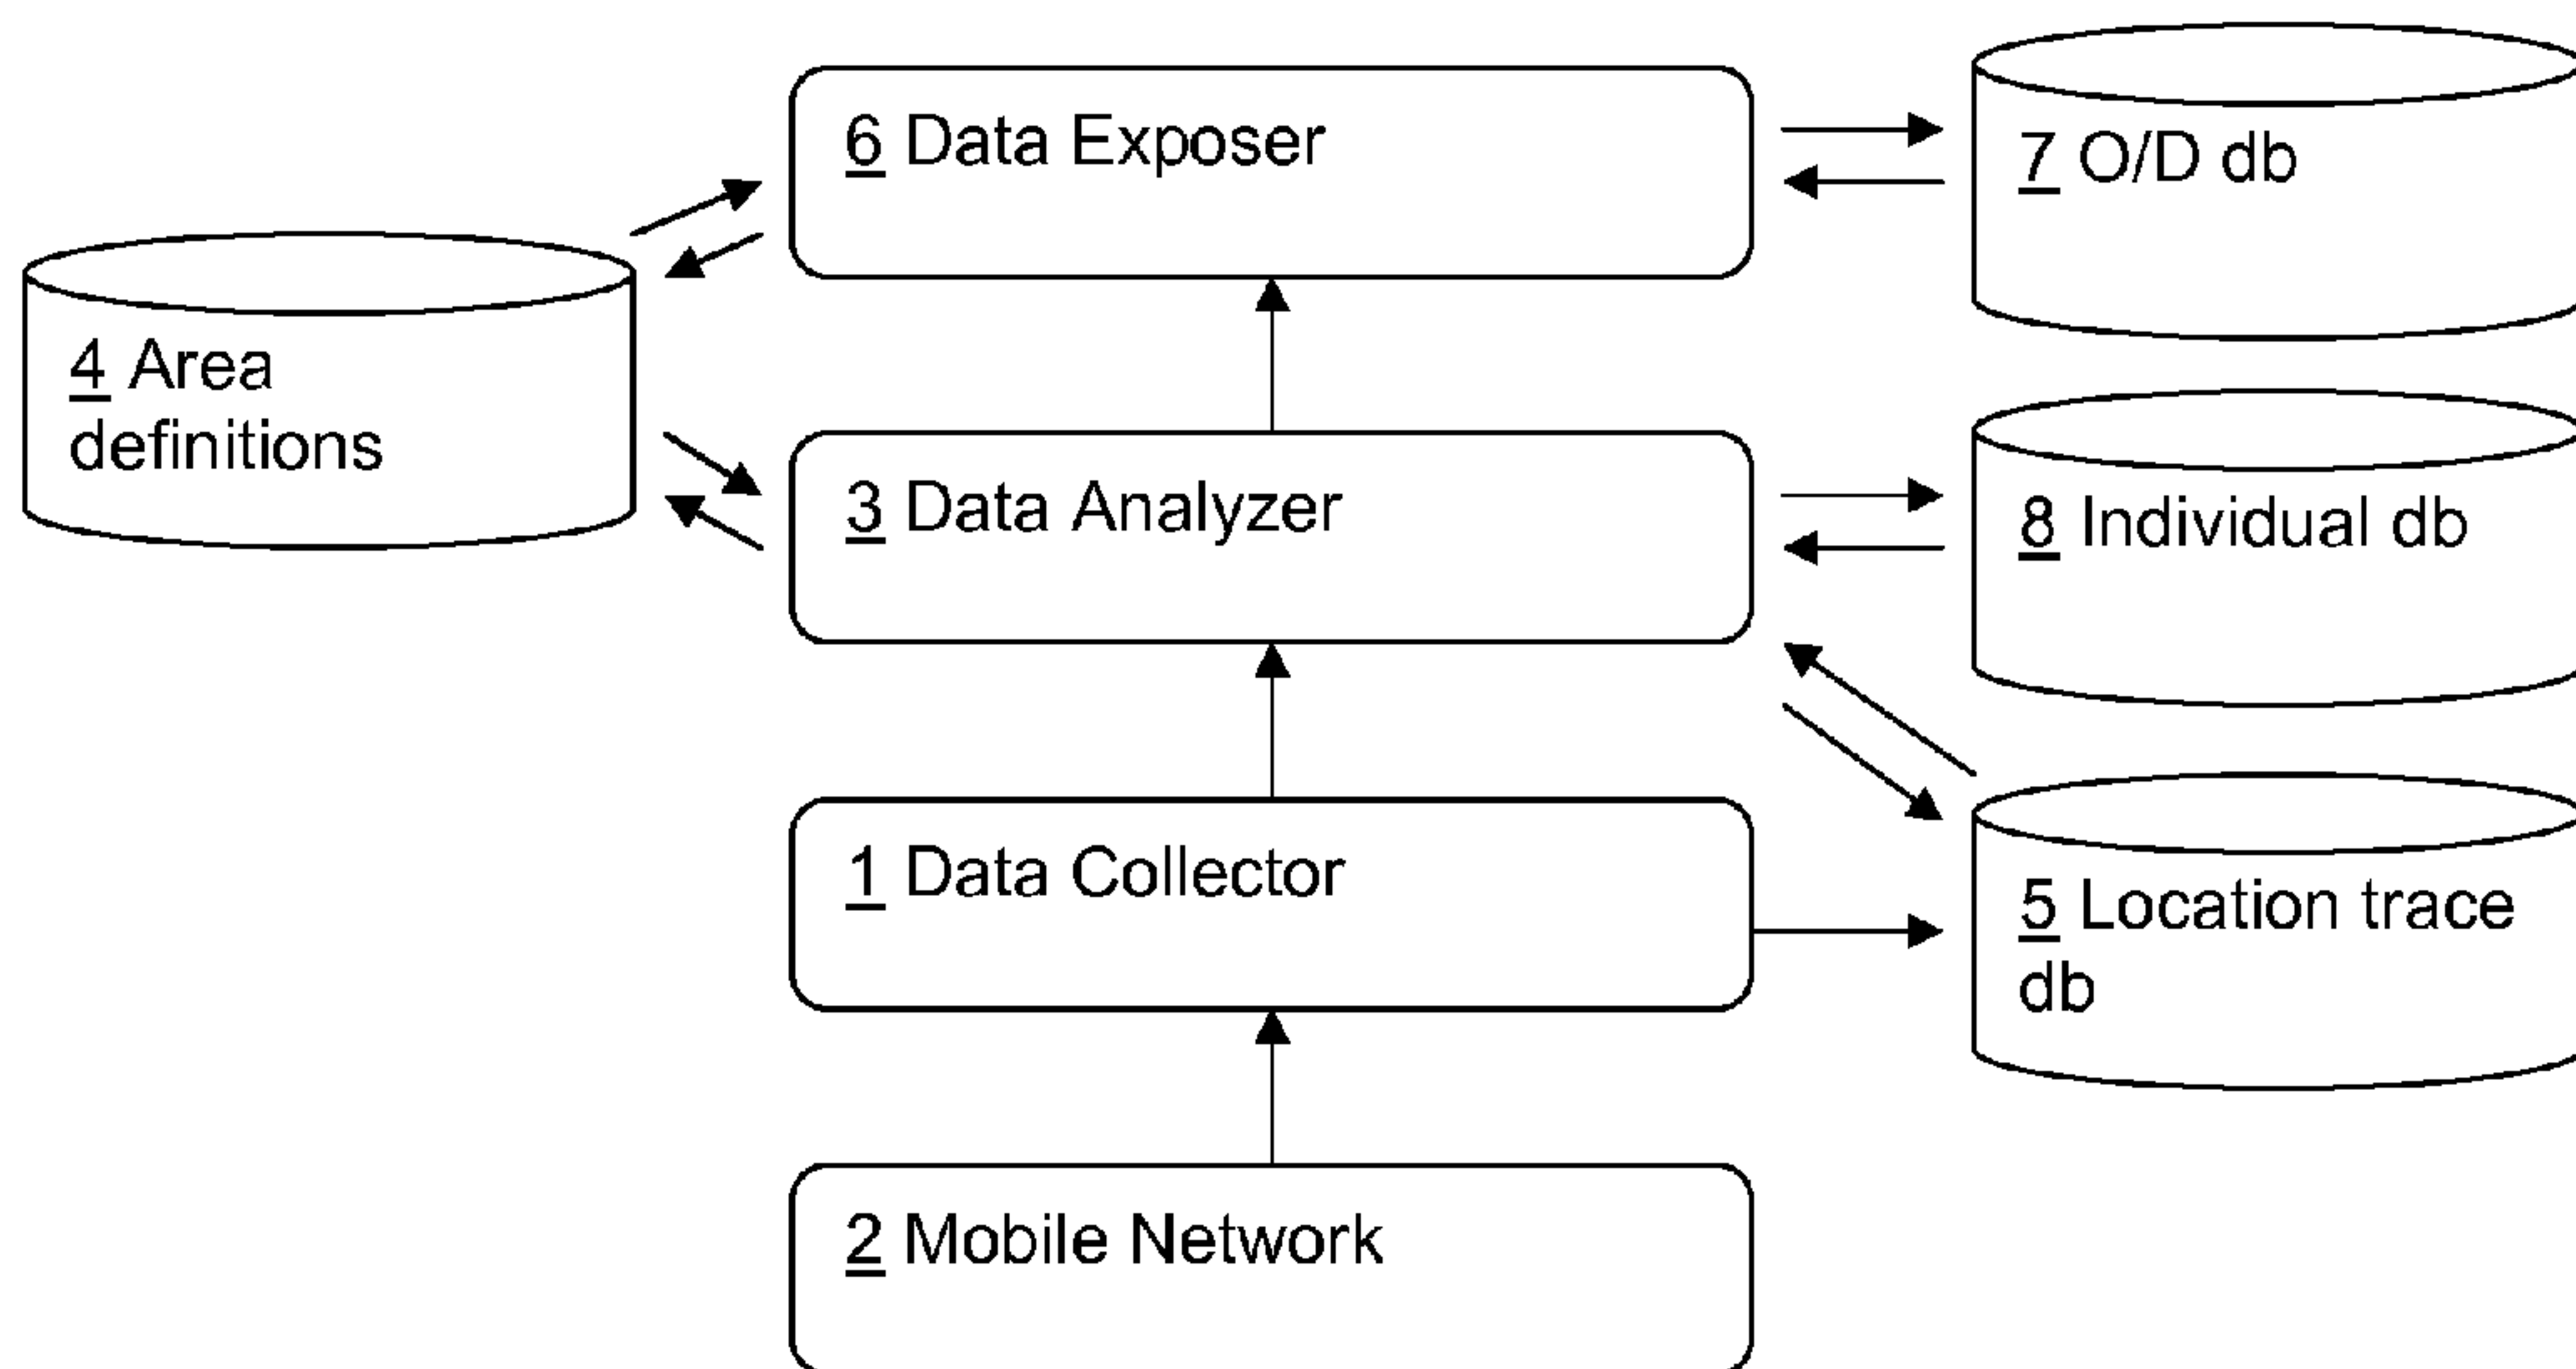 6 Data Exposer
7 O/D db
4 Area
definitions
3 Data Analyzer
8 Individual db
1 Data Collector
5 Location trace
db
2 Mobile Network